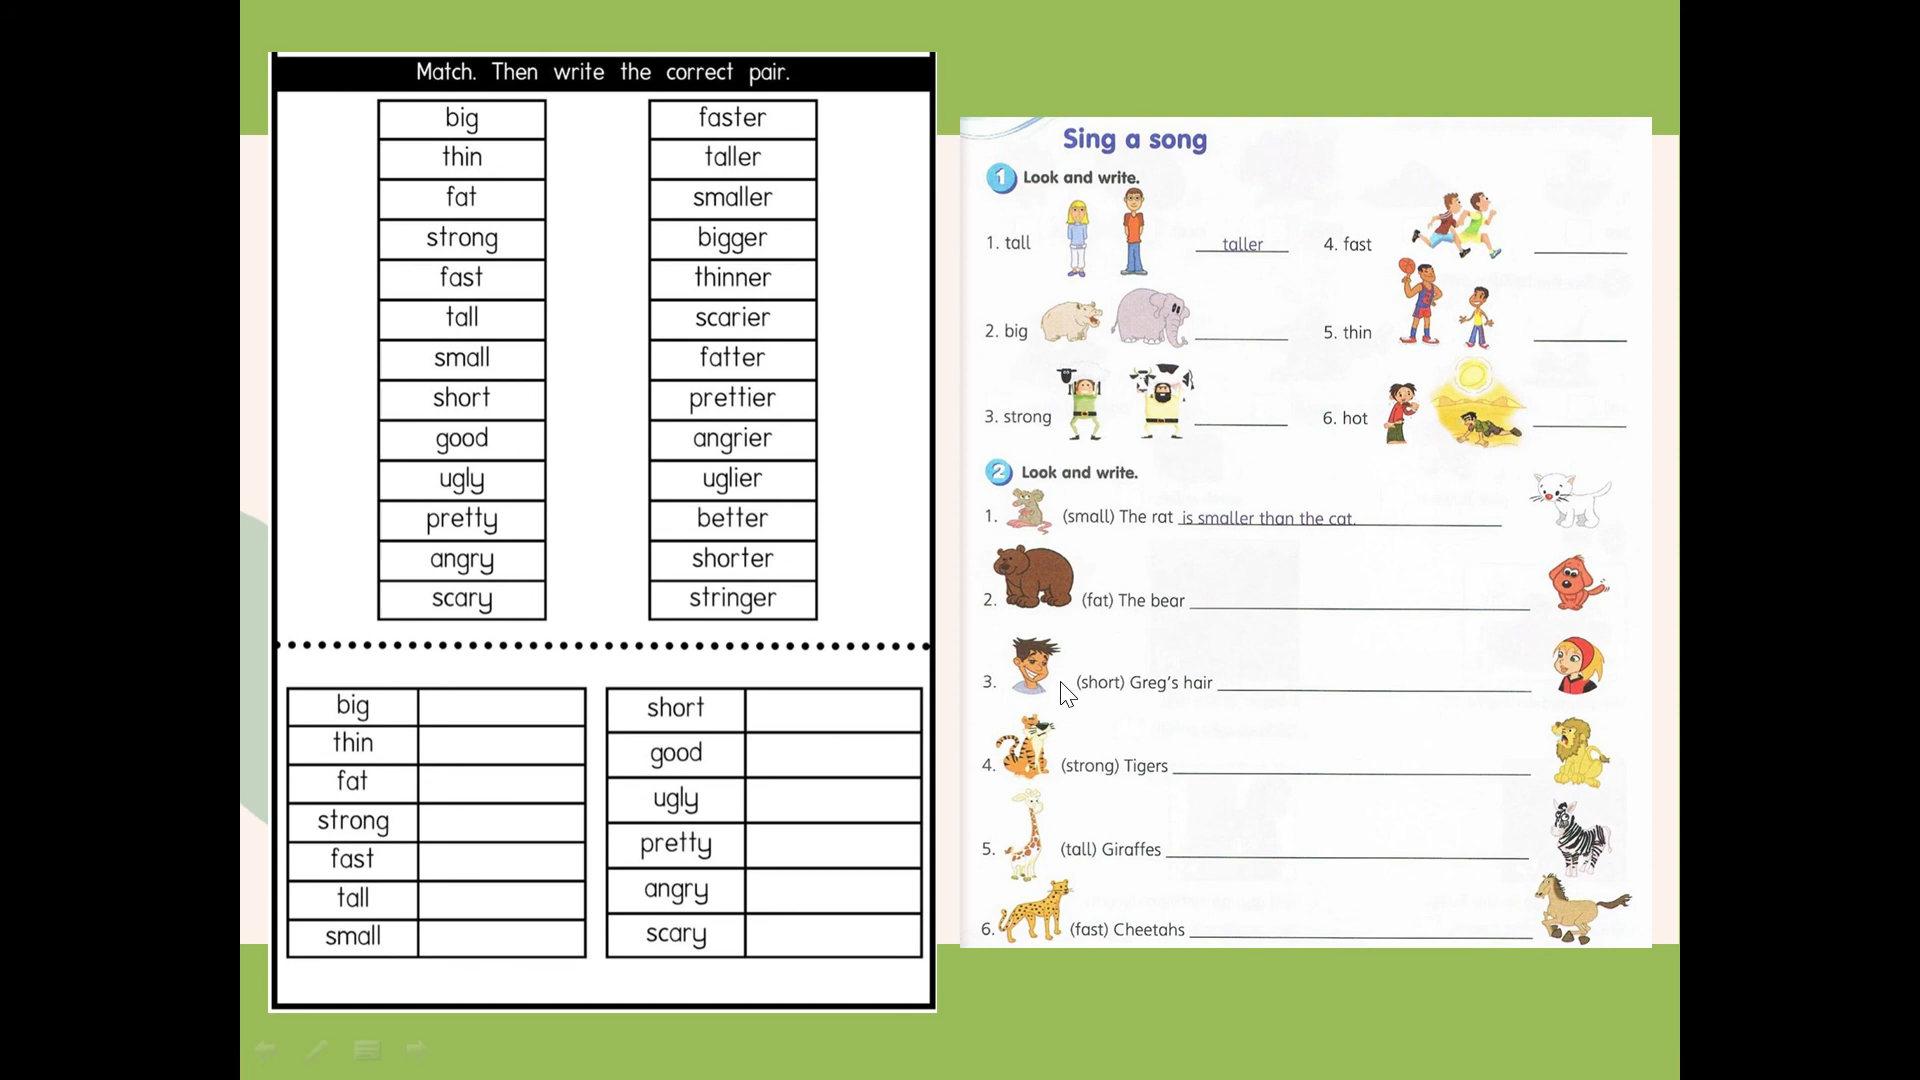 Match. Then write the correct pair.
big
thin
fat
strong
fast
tall
small
short
good
ugly
pretty
angry
scary
faster
taller
smaller
bigger
thinner
scarier
fatter
prettier
angrier
uglier
better
shorter
stringer
big
thin
fat
strong
fast
tall
small
short
good
ugly
pretty
angry
scary
Sing a song
1 Look and write.
1. tall taller
2. big
3. strong
4. fast
5. thin
6. hot
2 Look and write.
1. (small) The rat is smaller than the cat.
2. (fat) The bear
3. (short) Greg's hair
4. (strong) Tigers
5. (tall) Giraffes
6. (fast) Cheetahs